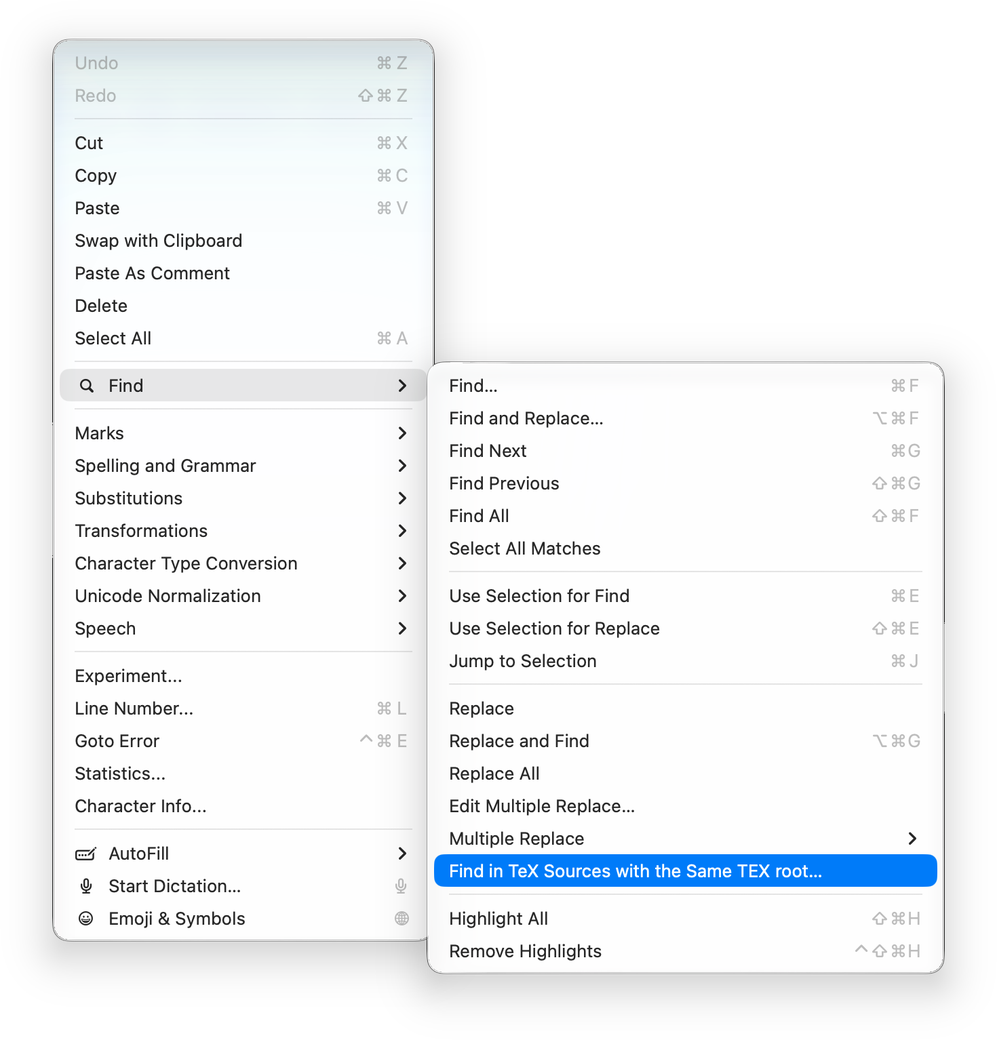 Undo ⌘ Z
Redo ⇧ ⌘ Z
Cut ⌘ X
Copy ⌘ C
Paste ⌘ V
Swap with Clipboard
Paste As Comment
Delete
Select All ⌘ A
Find
Marks
Spelling and Grammar
Substitutions
Transformations
Character Type Conversion
Unicode Normalization
Speech
Experiment...
Line Number... ⌘ L
Goto Error ^ ⌘ E
Statistics...
Character Info...
AutoFill
Start Dictation...
Emoji & Symbols
Find... ⌘ F
Find and Replace... ⌥ ⌘ F
Find Next ⌘ G
Find Previous ⇧ ⌘ G
Find All ⇧ ⌘ F
Select All Matches
Use Selection for Find ⌘ E
Use Selection for Replace ⇧ ⌘ E
Jump to Selection ⌘ J
Replace
Replace and Find ⌥ ⌘ G
Replace All
Edit Multiple Replace...
Multiple Replace
Find in TeX Sources with the Same TEX root...
Highlight All ⇧ ⌘ H
Remove Highlights ^ ⇧ ⌘ H